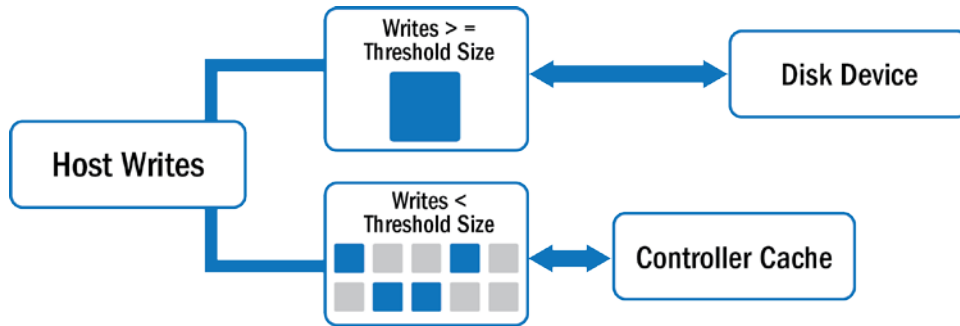 Writes > =
Threshold Size
Disk Device
Host Writes
Writes <
Threshold Size
Controller Cache